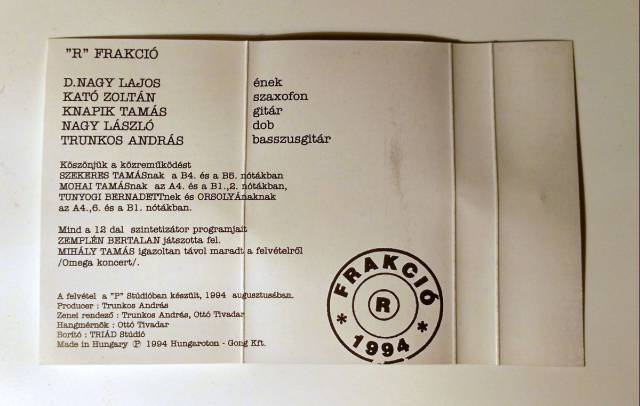 "R" FRAKCIÓ
D.NAGY LAJOS ének
KATÓ ZOLTÁN szaxofon
KNAPIK TAMÁS gitár
NAGY LÁSZLÓ dob
TRUNKOS ANDRÁS basszusgitár
Köszönjük a közreműködést
SZEKERES TAMÁSnak a B4. és a B5. nótákban
MOHAI TAMÁSnak az A4. és a B1.,2. nótákban,
TUNYOGI BERNADETTnek és ORSOLYÁnaknak
az A4.,6. és a B1. nótákban.
Mind a 12 dal szintetizátor programjait
ZEMPLÉN BERTALAN játszotta fel.
MIHÁLY TAMÁS igazoltan távol maradt a felvételről
/Omega koncert/.
A felvétel a "P" Stúdióban készült, 1994 augusztusában.
Producer : Trunkos András
Zenei rendező : Trunkos András, Ottó Tivadar
Hangmérnök : Ottó Tivadar
Borító : TRIÁD Stúdió
Made in Hungary Ⓟ 1994 Hungaroton - Gong Kft.
FRAKCIÓ
R
* 1994 *